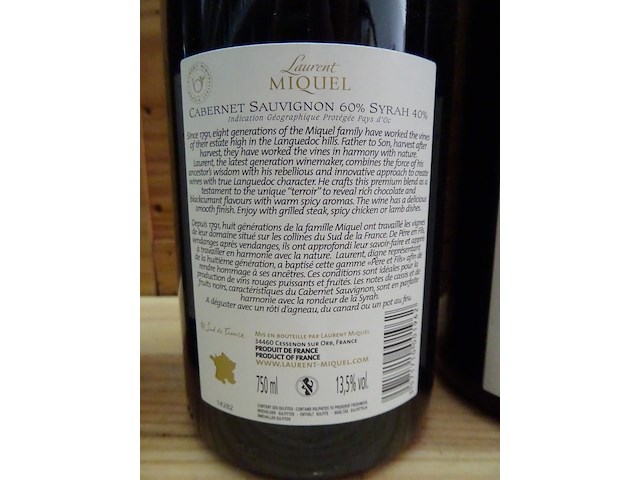 Laurent
MIQUEL
CABERNET SAUVIGNON 60% SYRAH 40%
Indication Géographique Protégée Pays d'Oc
Since 1791, eight generations of the Miquel family have worked the vines
of their estate high in the Languedoc hills. Father to Son, harvest after
harvest, they have worked the vines in harmony with nature.
Laurent, the latest generation winemaker, combines the force of his
ancestor's wisdom with his rebellious and innovative approach to create
wines with true Languedoc character. He crafts this premium blend as a
testament to the unique "terroir" to reveal rich chocolate and
blackcurrant flavours with warm spicy aromas. The wine has a delicious
smooth finish. Enjoy with grilled steak, spicy chicken or lamb dishes.
Depuis 1791, huit générations de la famille Miquel ont travaillé les vignes
de leur domaine situé sur les collines du Sud de la France. De Père en Fils,
vendanges après vendanges, ils ont approfondi leur savoir-faire et appris
à travailler en harmonie avec la nature. Laurent, digne représentant
de la huitième génération, a baptisé cette gamme «Père et Fils» afin de
rendre hommage à ses ancêtres. Ces conditions sont idéales pour la
production de vins rouges puissants et fruités. Les notes de cassis et de
fruits noirs, caractéristiques du Cabernet Sauvignon, sont en parfaite
harmonie avec la rondeur de la Syrah.
A déguster avec un rôti d'agneau, du canard ou un pot au feu.
Sud de France
MIS EN BOUTEILLE PAR LAURENT MIQUEL
34460 CESSENON SUR ORB, FRANCE
PRODUIT DE FRANCE
PRODUCT OF FRANCE
WWW.LAURENT-MIQUEL.COM
750 ml
13,5% vol.
CONTIENT DES SULFITES - CONTAINS SULPHITES TO PRESERVE FRESHNESS
14282